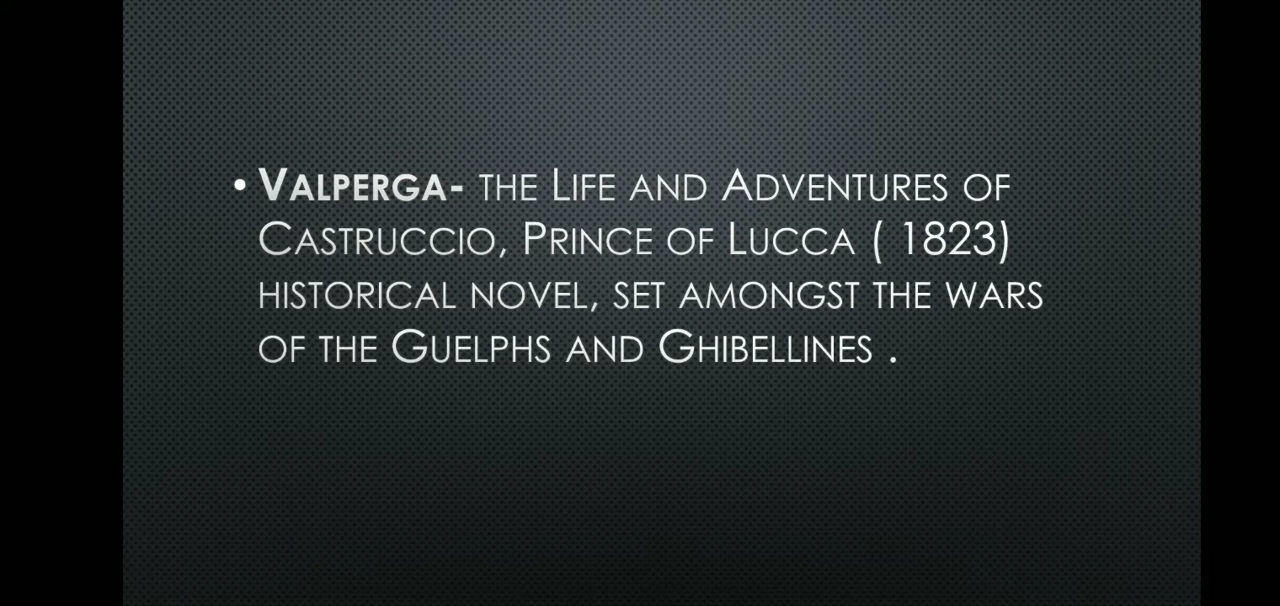 • Valperga- the Life and Adventures of
Castruccio, Prince of Lucca ( 1823)
historical novel, set amongst the wars
of the Guelphs and Ghibellines .